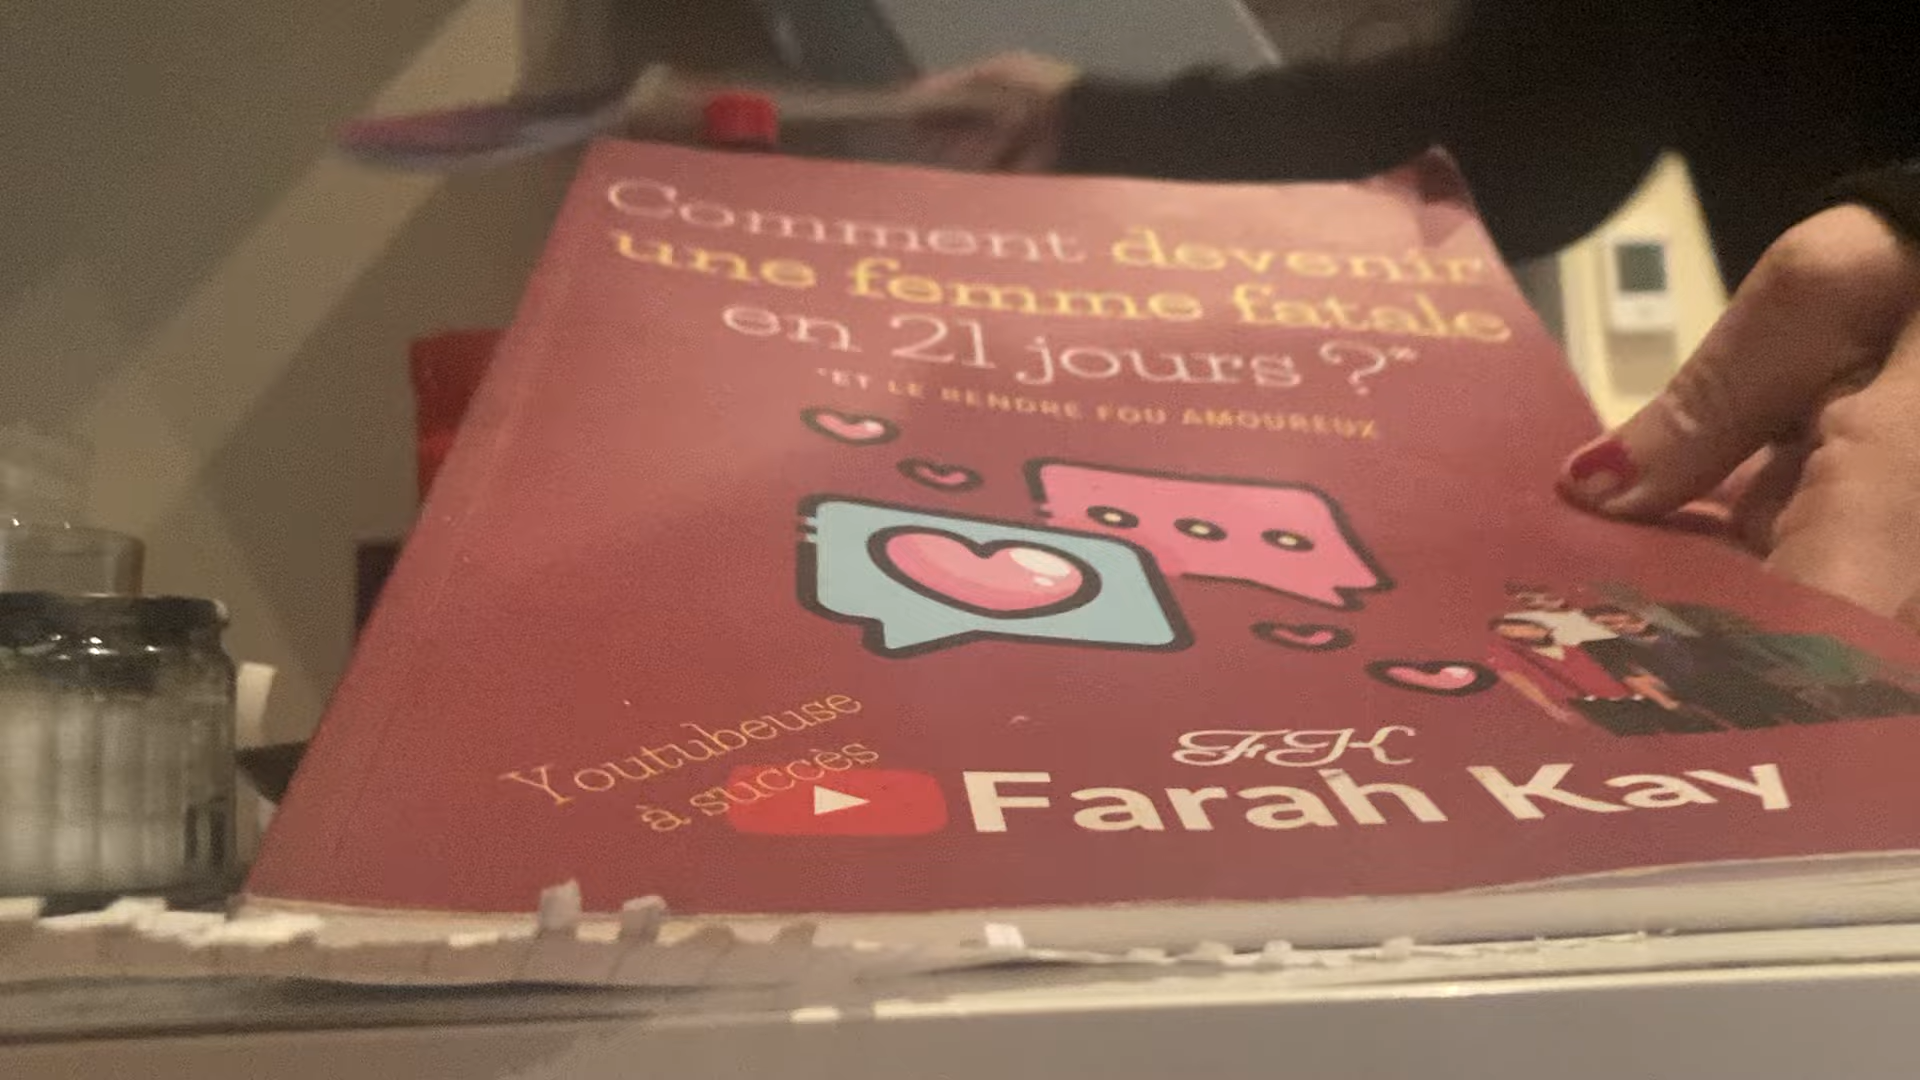 Comment devenir
une femme fatale
en 21 jours ?*
*ET LE RENDRE FOU AMOUREUX
Youtubeuse
à succès
FK
Farah Kay